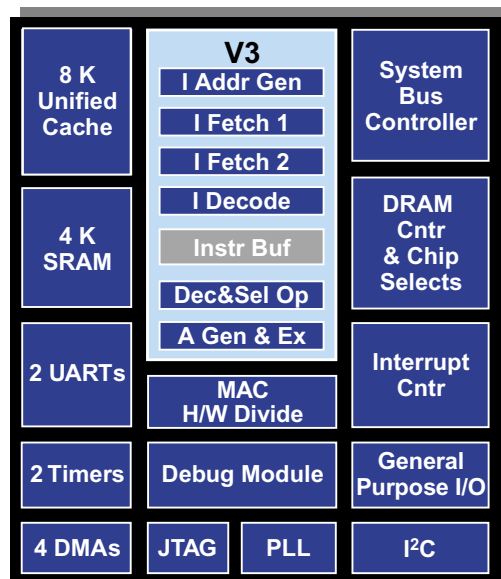 8 K
Unified
Cache
4 K
SRAM
2 UARTs
2 Timers
4 DMAs
V3
I Addr Gen
I Fetch 1
I Fetch 2
I Decode
Instr Buf
Dec&Sel Op
A Gen & Ex
MAC
H/W Divide
Debug Module
JTAG
PLL
System
Bus
Controller
DRAM
Cntr
& Chip
Selects
Interrupt
Cntr
General
Purpose I/O
I²C